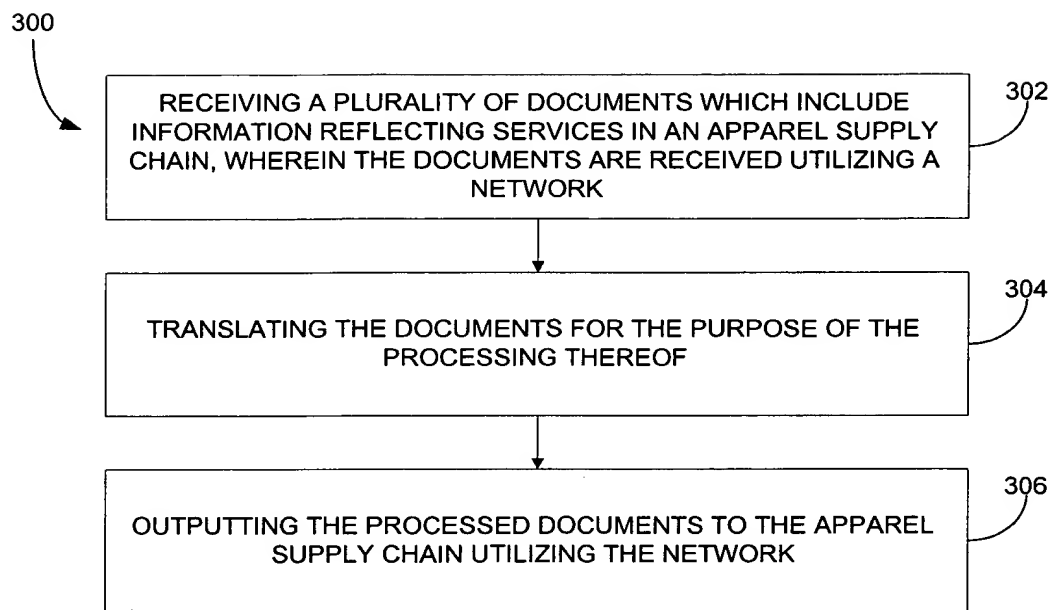 300
RECEIVING A PLURALITY OF DOCUMENTS WHICH INCLUDE
INFORMATION REFLECTING SERVICES IN AN APPAREL SUPPLY
CHAIN, WHEREIN THE DOCUMENTS ARE RECEIVED UTILIZING A
NETWORK
302
TRANSLATING THE DOCUMENTS FOR THE PURPOSE OF THE
PROCESSING THEREOF
304
OUTPUTTING THE PROCESSED DOCUMENTS TO THE APPAREL
SUPPLY CHAIN UTILIZING THE NETWORK
306